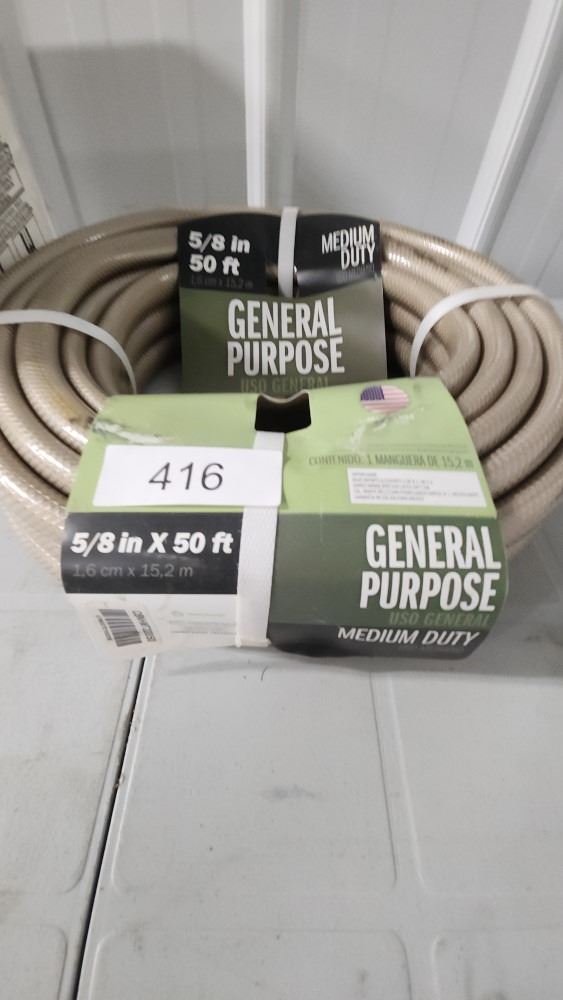 5/8 in
50 ft
1,6 cm x 15,2 m
MEDIUM
DUTY
GENERAL
PURPOSE
USO GENERAL
416
CONTENIDO: 1 MANGUERA DE 15,2 m
5/8 in X 50 ft
1,6 cm x 15,2 m
GENERAL
PURPOSE
USO GENERAL
MEDIUM DUTY